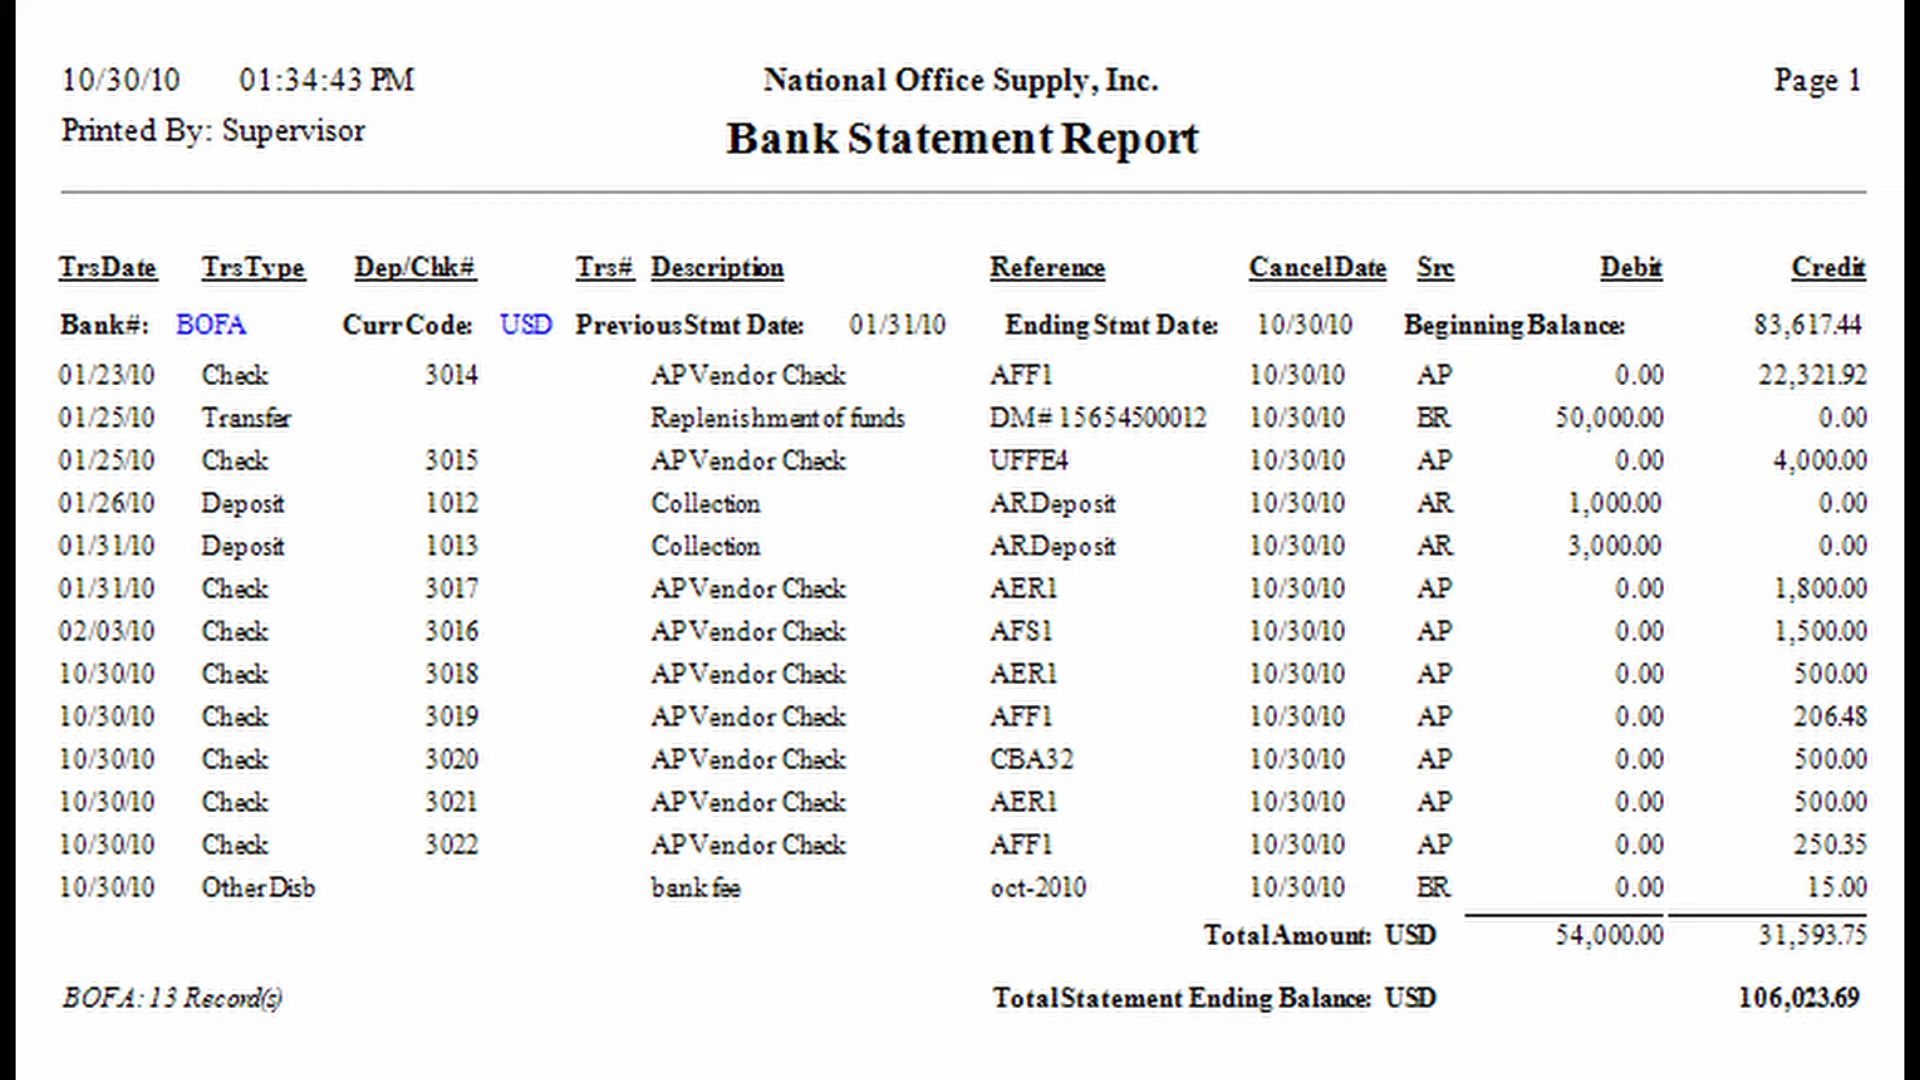 10/30/10 01:34:43 PM National Office Supply, Inc. Page 1
Printed By: Supervisor Bank Statement Report
TrsDate TrsType Dep/Chk# Trs# Description Reference CancelDate Src Debit Credit
Bank#: BOFA Curr Code: USD Previous Stmt Date: 01/31/10 Ending Stmt Date: 10/30/10 Beginning Balance: 83,617.44
01/23/10 Check 3014 AP Vendor Check AFF1 10/30/10 AP 0.00 22,321.92
01/25/10 Transfer Replenishment of funds DM# 15654500012 10/30/10 BR 50,000.00 0.00
01/25/10 Check 3015 AP Vendor Check UFFE4 10/30/10 AP 0.00 4,000.00
01/26/10 Deposit 1012 Collection AR Deposit 10/30/10 AR 1,000.00 0.00
01/31/10 Deposit 1013 Collection AR Deposit 10/30/10 AR 3,000.00 0.00
01/31/10 Check 3017 AP Vendor Check AER1 10/30/10 AP 0.00 1,800.00
02/03/10 Check 3016 AP Vendor Check AFS1 10/30/10 AP 0.00 1,500.00
10/30/10 Check 3018 AP Vendor Check AER1 10/30/10 AP 0.00 500.00
10/30/10 Check 3019 AP Vendor Check AFF1 10/30/10 AP 0.00 206.48
10/30/10 Check 3020 AP Vendor Check CBA32 10/30/10 AP 0.00 500.00
10/30/10 Check 3021 AP Vendor Check AER1 10/30/10 AP 0.00 500.00
10/30/10 Check 3022 AP Vendor Check AFF1 10/30/10 AP 0.00 250.35
10/30/10 Other Disb bank fee oct-2010 10/30/10 BR 0.00 15.00
Total Amount: USD 54,000.00 31,593.75
BOFA: 13 Record(s) Total Statement Ending Balance: USD 106,023.69